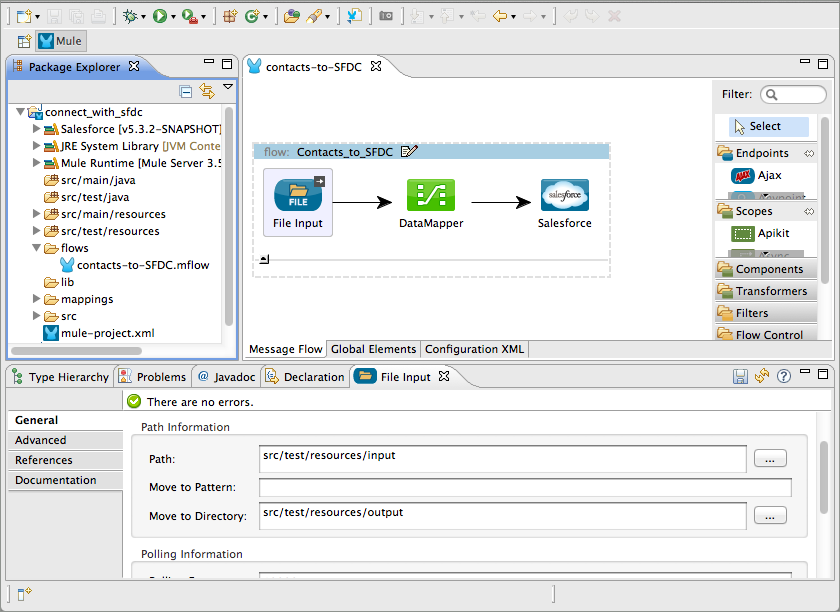 Mule
Package Explorer
connect_with_sfdc
Salesforce [v5.3.2-SNAPSHOT]
JRE System Library [JVM Conte
Mule Runtime [Mule Server 3.5
src/main/java
src/test/java
src/main/resources
src/test/resources
flows
contacts-to-SFDC.mflow
lib
mappings
src
mule-project.xml
contacts-to-SFDC
flow: Contacts_to_SFDC
FILE
File Input
DataMapper
salesforce
Salesforce
Message Flow
Global Elements
Configuration XML
Filter:
Select
Endpoints
AJAX
Ajax
Scopes
Apikit
Components
Transformers
Filters
Flow Control
Type Hierarchy
Problems
@ Javadoc
Declaration
File Input
There are no errors.
General
Advanced
References
Documentation
Path Information
Path:
src/test/resources/input
...
Move to Pattern:
Move to Directory:
src/test/resources/output
...
Polling Information